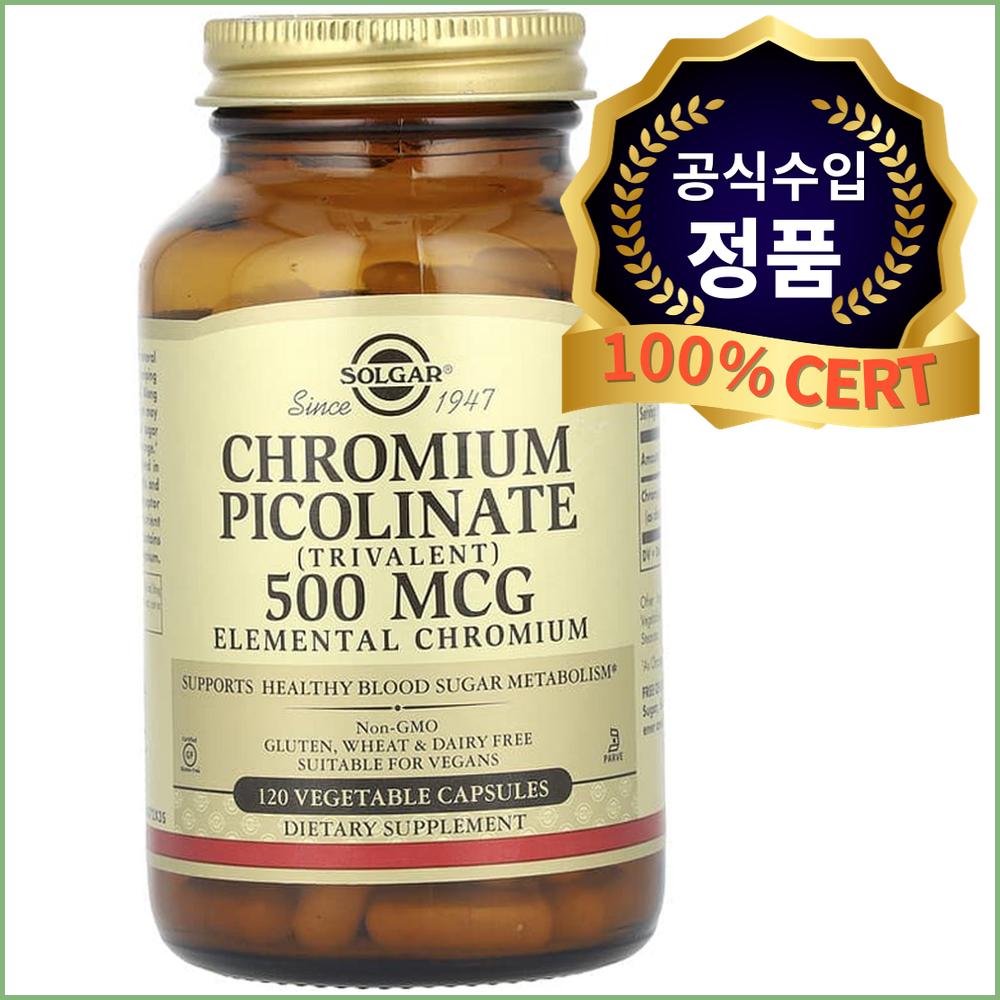 공식수입
정품
100% CERT
SOLGAR®
Since 1947
CHROMIUM
PICOLINATE
(TRIVALENT)
500 MCG
ELEMENTAL CHROMIUM
SUPPORTS HEALTHY BLOOD SUGAR METABOLISM*
Non-GMO
GLUTEN, WHEAT & DAIRY FREE
SUITABLE FOR VEGANS
GF
PARVE
120 VEGETABLE CAPSULES
DIETARY SUPPLEMENT